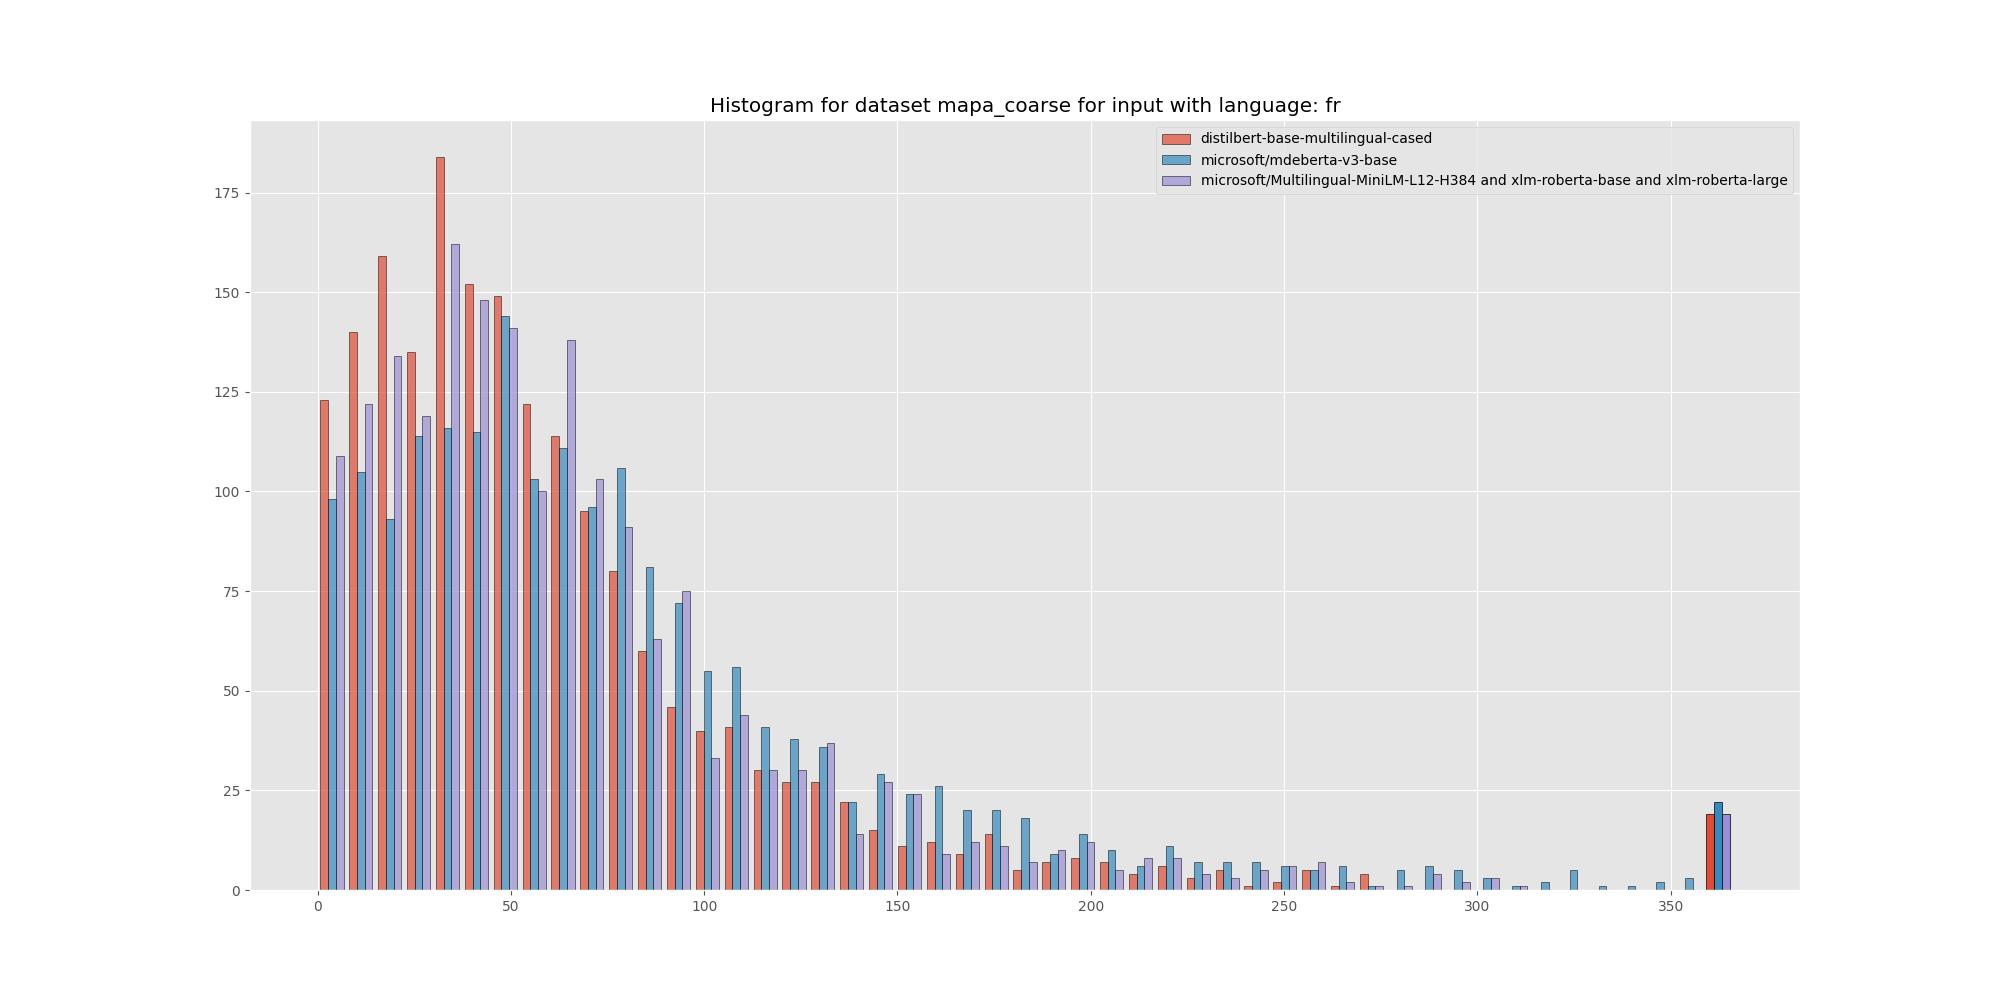 Histogram for dataset mapa_coarse for input with language: fr
distilbert-base-multilingual-cased
microsoft/mdeberta-v3-base
microsoft/Multilingual-MiniLM-L12-H384 and xlm-roberta-base and xlm-roberta-large
175
150
125
100
75
50
25
0
0 50 100 150 200 250 300 350